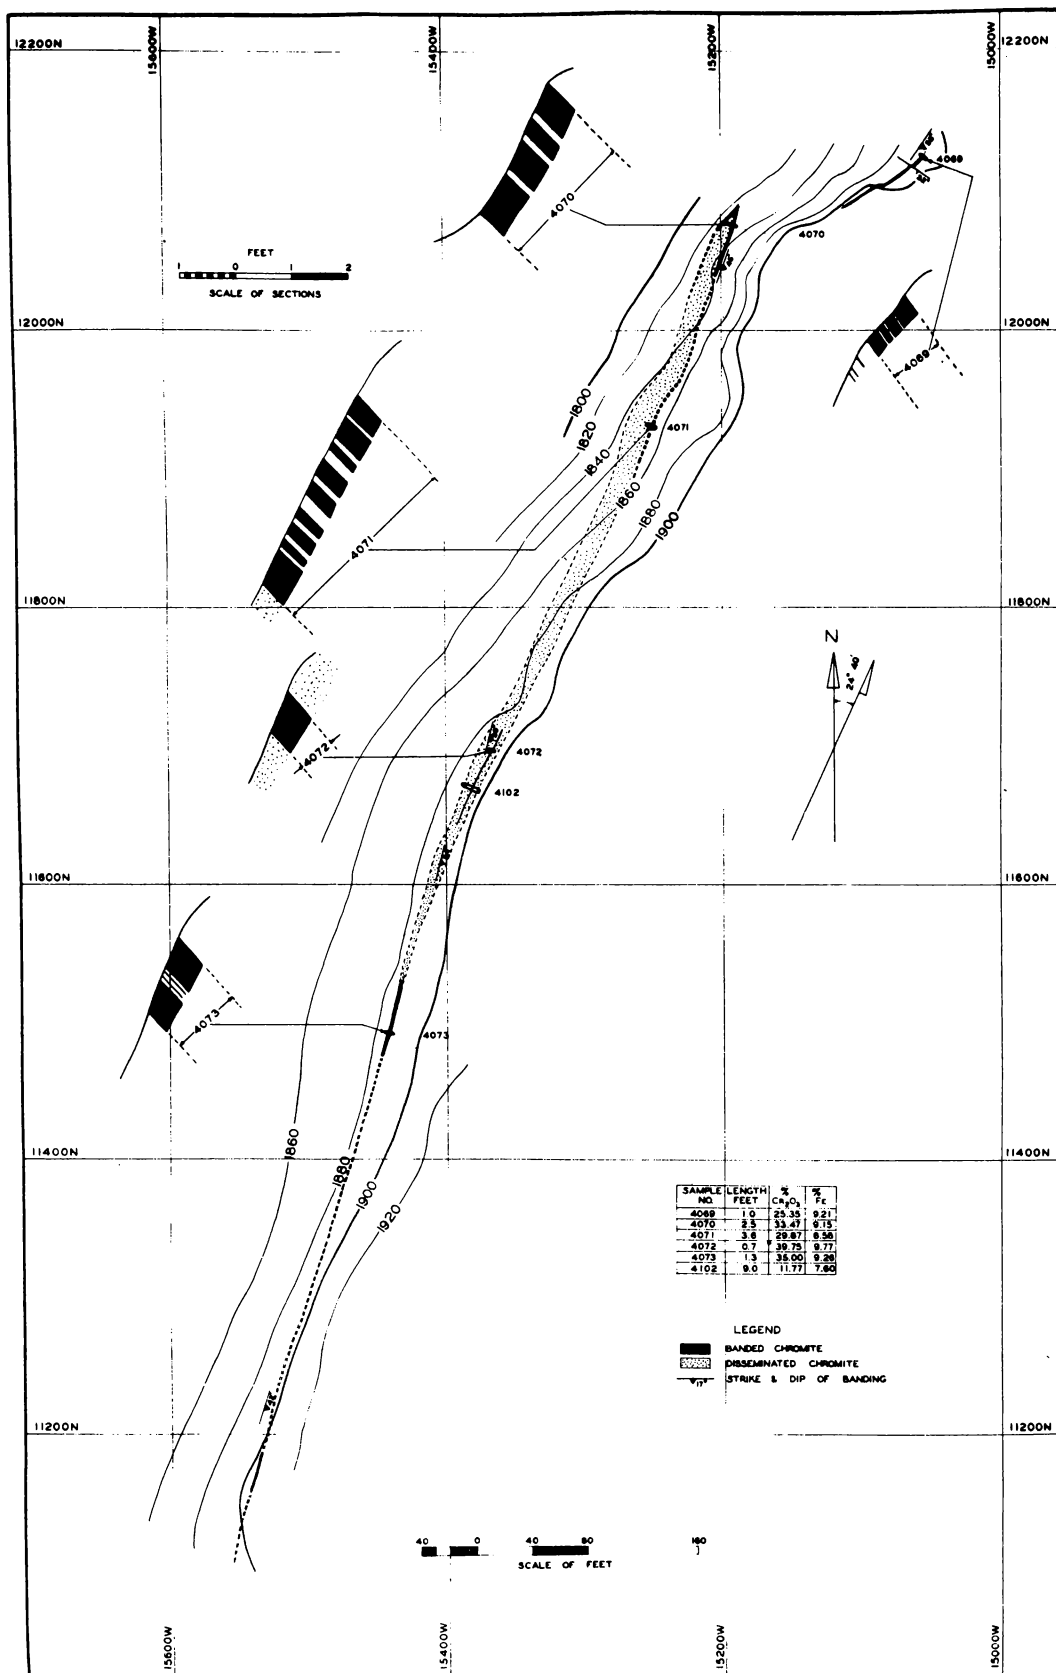 15600W
15400W
15200W
15000W
12200N
12200N
4069
4070
4070
FEET
1 0 1 2
SCALE OF SECTIONS
12000N
12000N
4069
1800
1820
4071
1840
1860
1880
1900
4071
11800N
11800N
N
24° 40'
4072
4072
4102
11600N
11600N
4073
4073
11400N
11400N
1860
1880
1900
1920
SAMPLE NO. LENGTH FEET % Cr₂O₃ % Fe
4069 1.0 25.35 9.21
4070 2.5 33.47 9.15
4071 3.6 29.87 8.56
4072 0.7 39.75 9.77
4073 1.3 35.00 9.26
4102 9.0 11.77 7.60
LEGEND
BANDED CHROMITE
DISSEMINATED CHROMITE
17° STRIKE & DIP OF BANDING
11200N
11200N
40 0 40 80 160
SCALE OF FEET
15600W
15400W
15200W
15000W